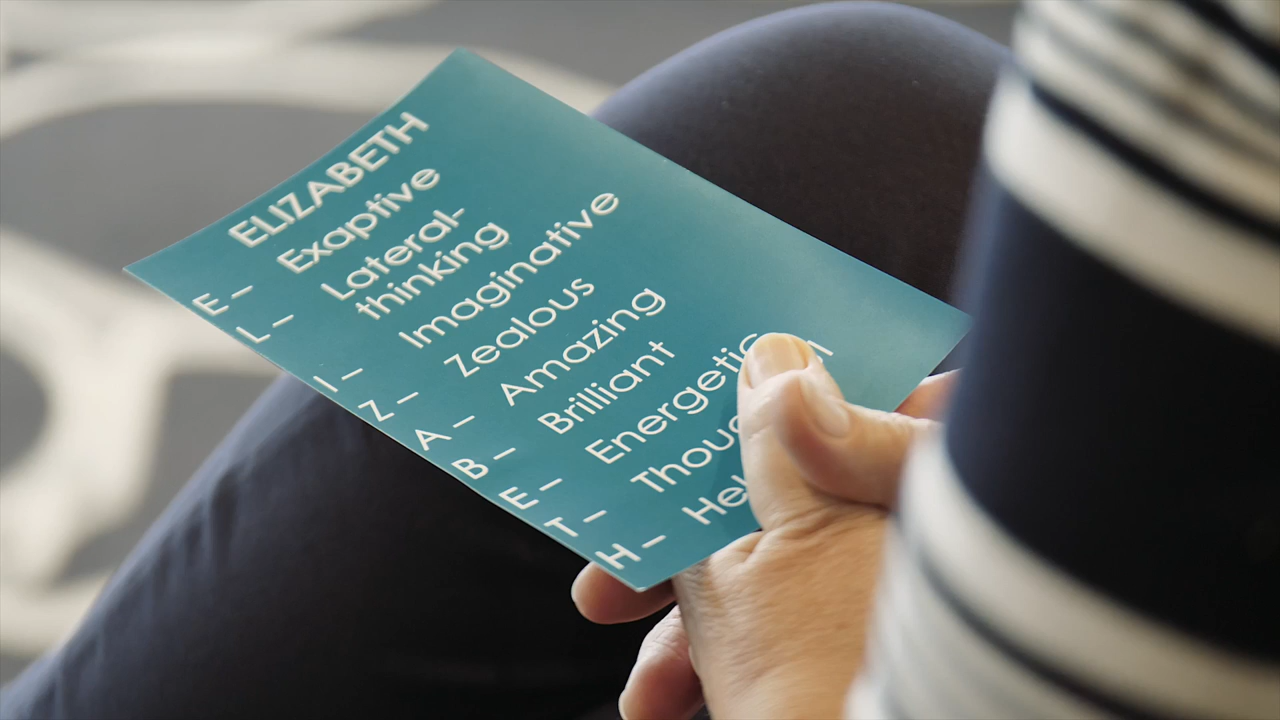 ELIZABETH
E – Exaptive
L – Lateral-
thinking
I – Imaginative
Z – Zealous
A – Amazing
B – Brilliant
E – Energetic
T –
H –